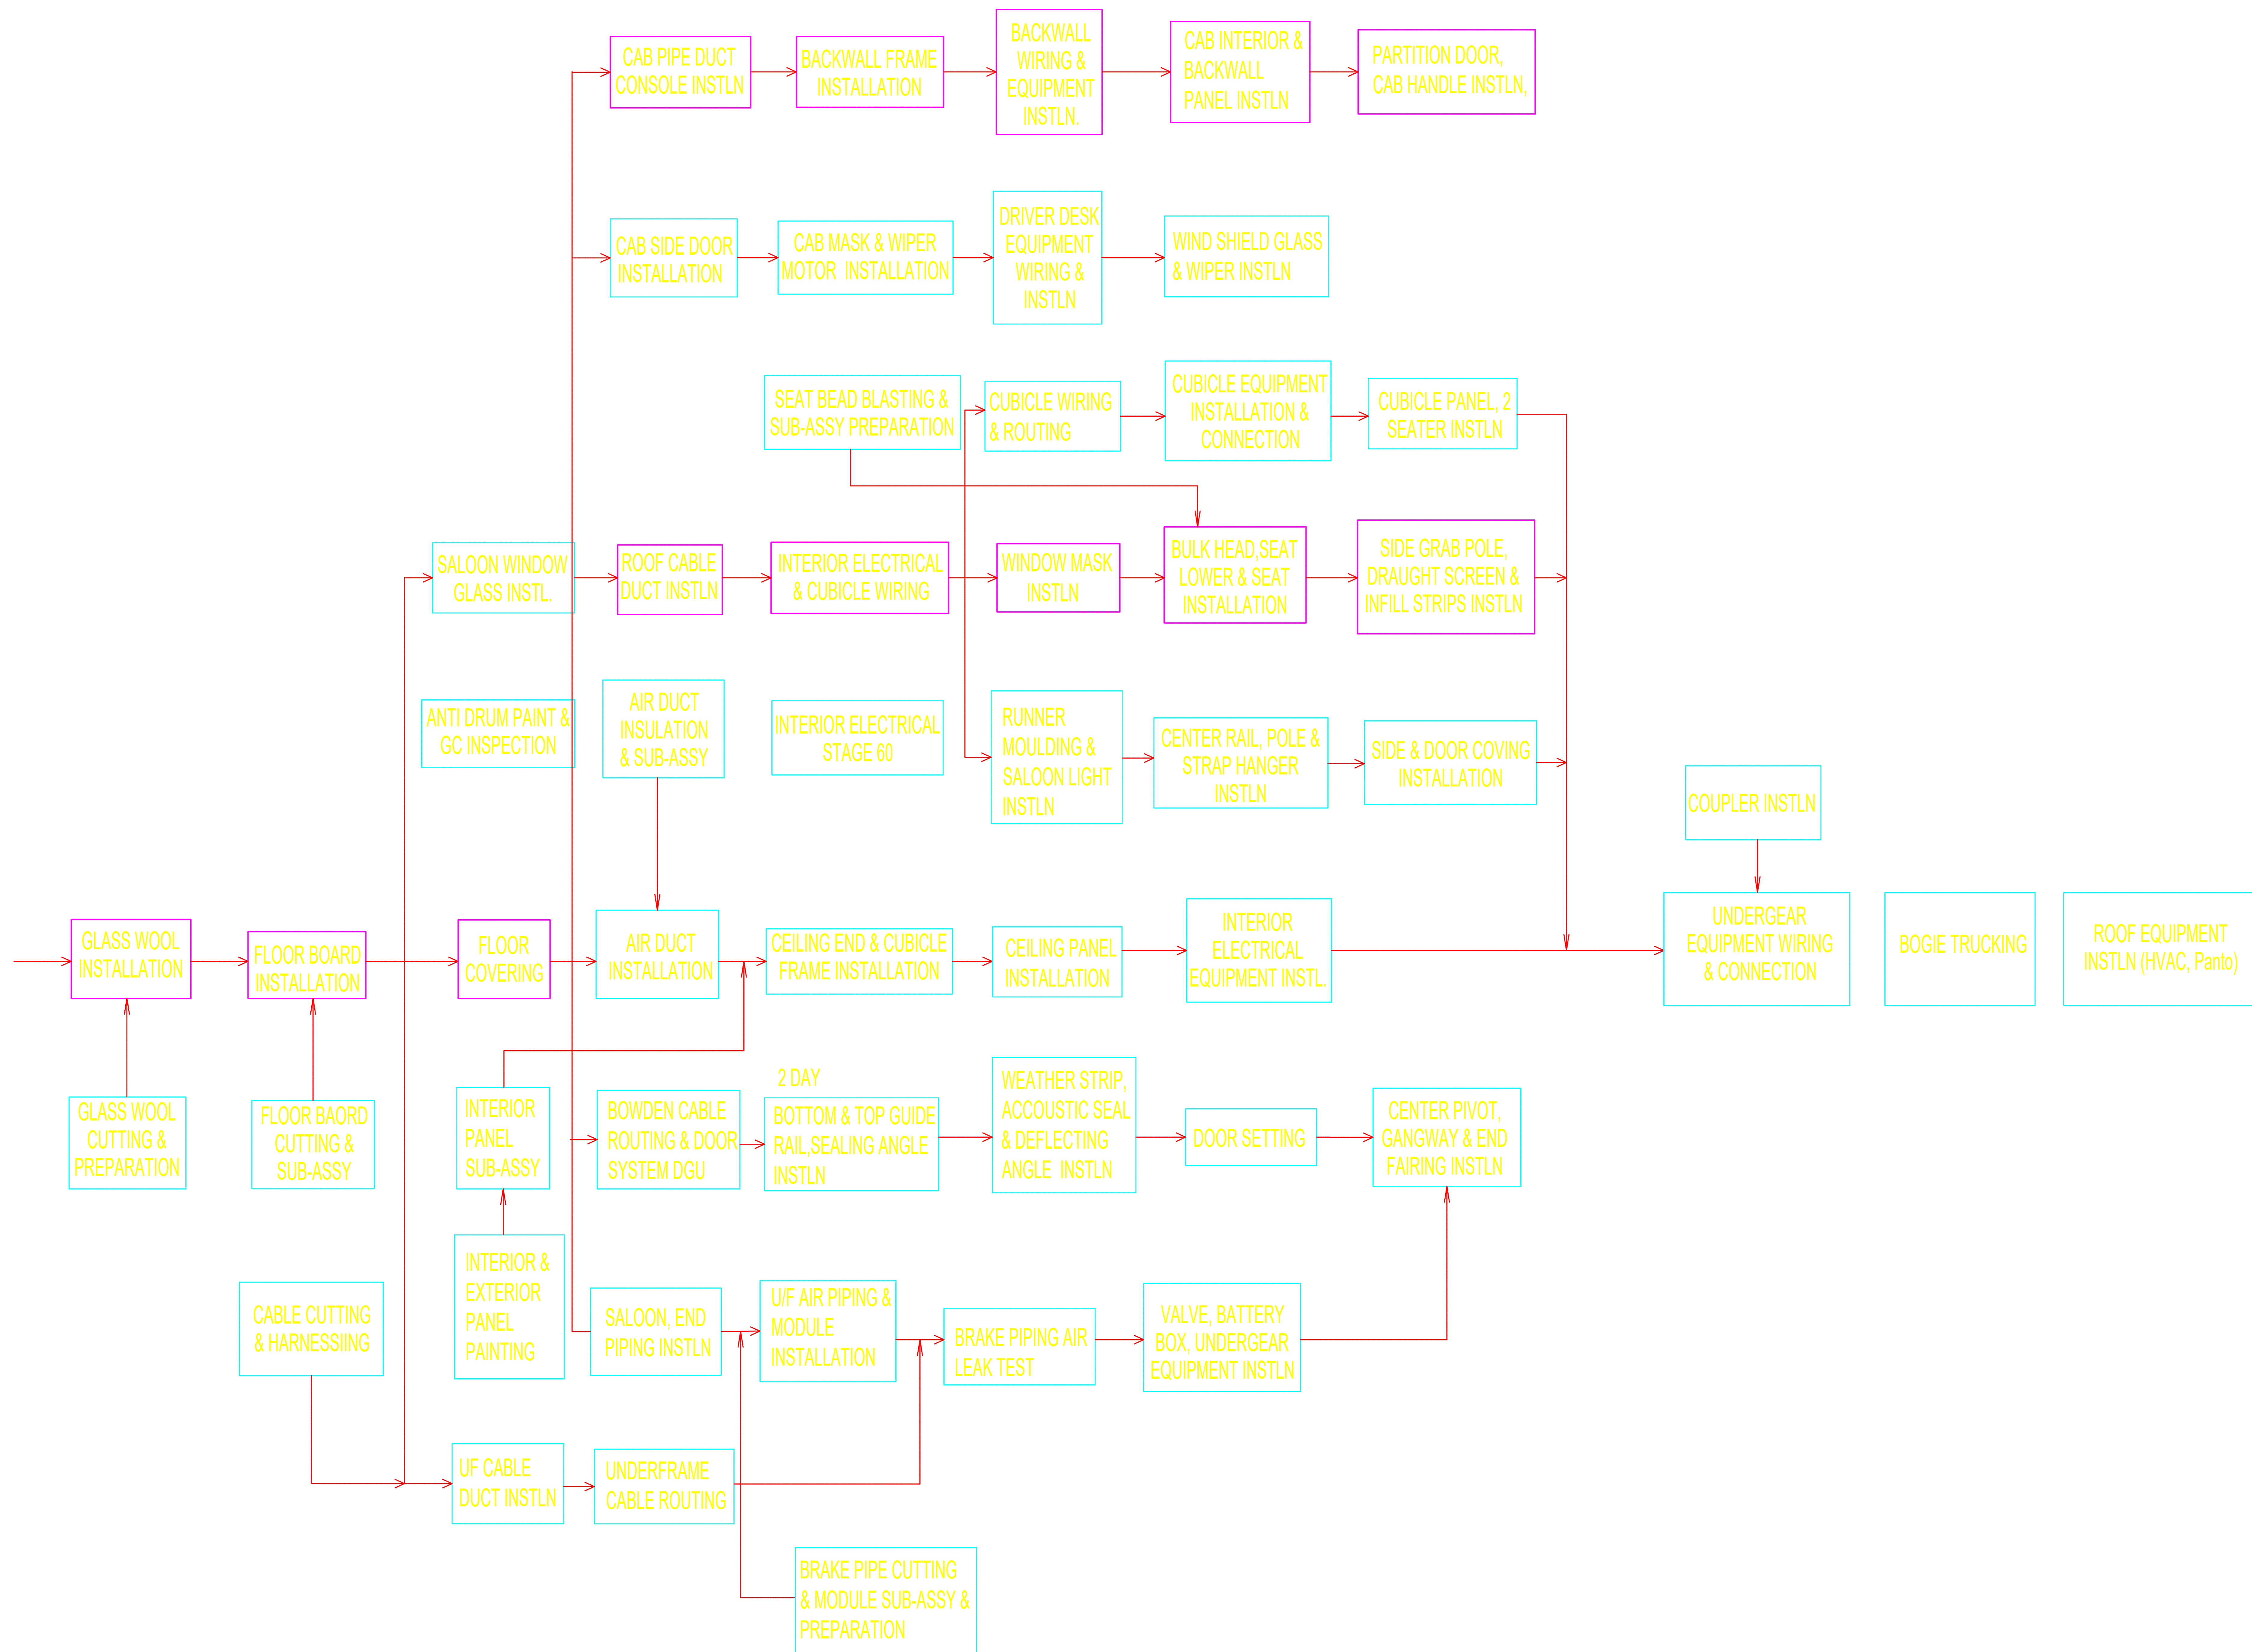 CAB PIPE DUCT
CONSOLE INSTLN
BACKWALL FRAME
INSTALLATION
BACKWALL
WIRING &
EQUIPMENT
INSTLN.
CAB INTERIOR &
BACKWALL
PANEL INSTLN
PARTITION DOOR,
CAB HANDLE INSTLN,
CAB SIDE DOOR
INSTALLATION
CAB MASK & WIPER
MOTOR INSTALLATION
DRIVER DESK
EQUIPMENT
WIRING &
INSTLN
WIND SHIELD GLASS
& WIPER INSTLN
SEAT BEAD BLASTING &
SUB-ASSY PREPARATION
CUBICLE WIRING
& ROUTING
CUBICLE EQUIPMENT
INSTALLATION &
CONNECTION
CUBICLE PANEL, 2
SEATER INSTLN
SALOON WINDOW
GLASS INSTL.
ROOF CABLE
DUCT INSTLN
INTERIOR ELECTRICAL
& CUBICLE WIRING
WINDOW MASK
INSTLN
BULK HEAD,SEAT
LOWER & SEAT
INSTALLATION
SIDE GRAB POLE,
DRAUGHT SCREEN &
INFILL STRIPS INSTLN
ANTI DRUM PAINT &
GC INSPECTION
AIR DUCT
INSULATION
& SUB-ASSY
INTERIOR ELECTRICAL
STAGE 60
RUNNER
MOULDING &
SALOON LIGHT
INSTLN
CENTER RAIL, POLE &
STRAP HANGER
INSTLN
SIDE & DOOR COVING
INSTALLATION
COUPLER INSTLN
GLASS WOOL
INSTALLATION
FLOOR BOARD
INSTALLATION
FLOOR
COVERING
AIR DUCT
INSTALLATION
CEILING END & CUBICLE
FRAME INSTALLATION
CEILING PANEL
INSTALLATION
INTERIOR
ELECTRICAL
EQUIPMENT INSTL.
UNDERGEAR
EQUIPMENT WIRING
& CONNECTION
BOGIE TRUCKING
ROOF EQUIPMENT
INSTLN (HVAC, Panto)
GLASS WOOL
CUTTING &
PREPARATION
FLOOR BAORD
CUTTING &
SUB-ASSY
INTERIOR
PANEL
SUB-ASSY
BOWDEN CABLE
ROUTING & DOOR
SYSTEM DGU
2 DAY
BOTTOM & TOP GUIDE
RAIL,SEALING ANGLE
INSTLN
WEATHER STRIP,
ACCOUSTIC SEAL
& DEFLECTING
ANGLE INSTLN
DOOR SETTING
CENTER PIVOT,
GANGWAY & END
FAIRING INSTLN
CABLE CUTTING
& HARNESSIING
INTERIOR &
EXTERIOR
PANEL
PAINTING
SALOON, END
PIPING INSTLN
U/F AIR PIPING &
MODULE
INSTALLATION
BRAKE PIPING AIR
LEAK TEST
VALVE, BATTERY
BOX, UNDERGEAR
EQUIPMENT INSTLN
UF CABLE
DUCT INSTLN
UNDERFRAME
CABLE ROUTING
BRAKE PIPE CUTTING
& MODULE SUB-ASSY &
PREPARATION